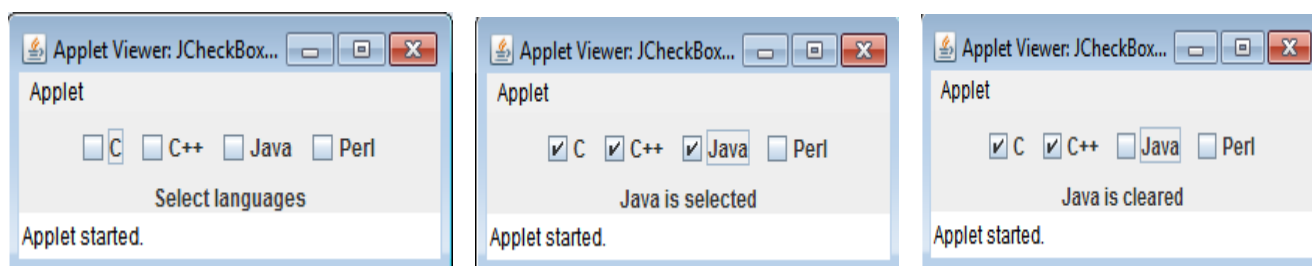 Applet Viewer: JCheckBox...
Applet
C C++ Java Perl
Select languages
Applet started.
Applet Viewer: JCheckBox...
Applet
C C++ Java Perl
Java is selected
Applet started.
Applet Viewer: JCheckBox...
Applet
C C++ Java Perl
Java is cleared
Applet started.